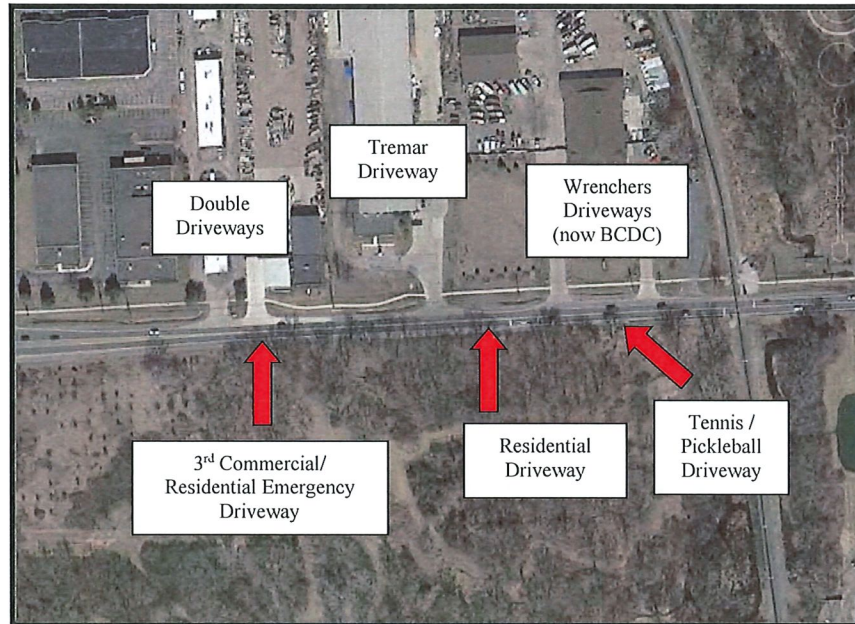 Tremar
Driveway
Double
Driveways
Wrenchers
Driveways
(now BCDC)
3rd Commercial/
Residential Emergency
Driveway
Residential
Driveway
Tennis /
Pickleball
Driveway